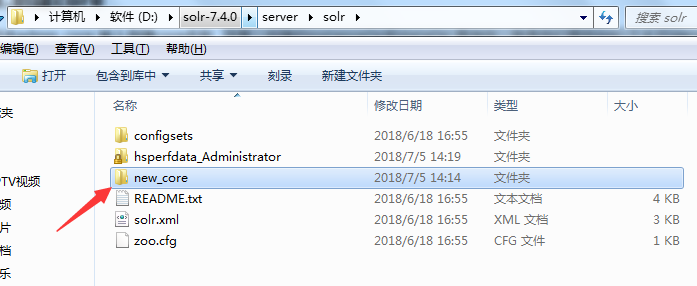 计算机 ▸ 软件 (D:) ▸ solr-7.4.0 ▸ server ▸ solr 搜索 solr
编辑(E) 查看(V) 工具(T) 帮助(H)
打开 包含到库中 共享 刻录 新建文件夹
名称 修改日期 类型 大小
configsets 2018/6/18 16:55 文件夹
hsperfdata_Administrator 2018/7/5 14:19 文件夹
new_core 2018/7/5 14:14 文件夹
README.txt 2018/6/18 16:55 文本文档 4 KB
solr.xml 2018/6/18 16:55 XML 文档 3 KB
zoo.cfg 2018/6/18 16:55 CFG 文件 1 KB
夹
TV视频
频
片
档
乐